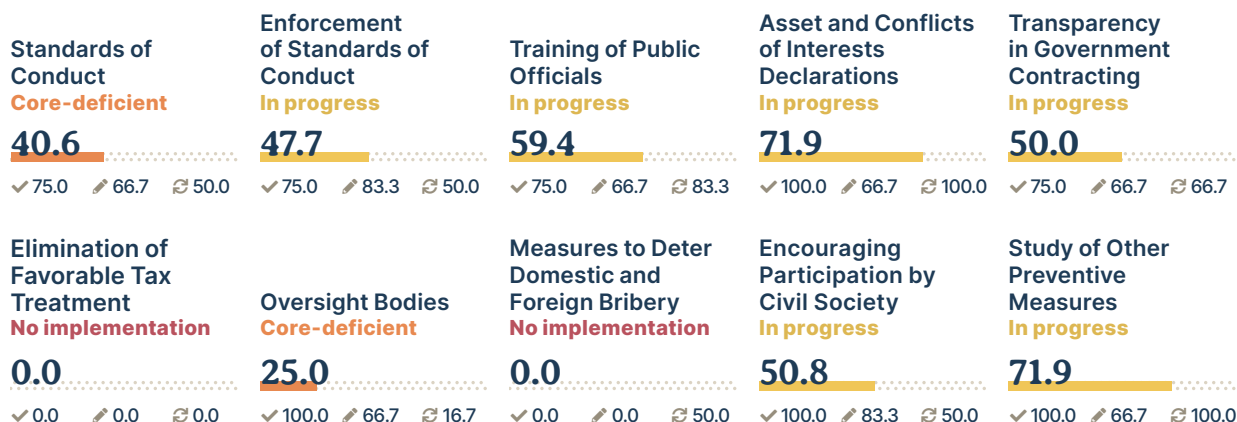 Standards of
Conduct
Core-deficient
40.6
75.0 66.7 50.0
Enforcement
of Standards of
Conduct
In progress
47.7
75.0 83.3 50.0
Training of Public
Officials
In progress
59.4
75.0 66.7 83.3
Asset and Conflicts
of Interests
Declarations
In progress
71.9
100.0 66.7 100.0
Transparency
in Government
Contracting
In progress
50.0
75.0 66.7 66.7
Elimination of
Favorable Tax
Treatment
No implementation
0.0
0.0 0.0 0.0
Oversight Bodies
Core-deficient
25.0
100.0 66.7 16.7
Measures to Deter
Domestic and
Foreign Bribery
No implementation
0.0
0.0 0.0 50.0
Encouraging
Participation by
Civil Society
In progress
50.8
100.0 83.3 50.0
Study of Other
Preventive
Measures
In progress
71.9
100.0 66.7 100.0